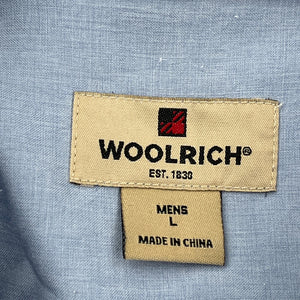 WOOLRICH®
EST. 1830
MENS
L
MADE IN CHINA